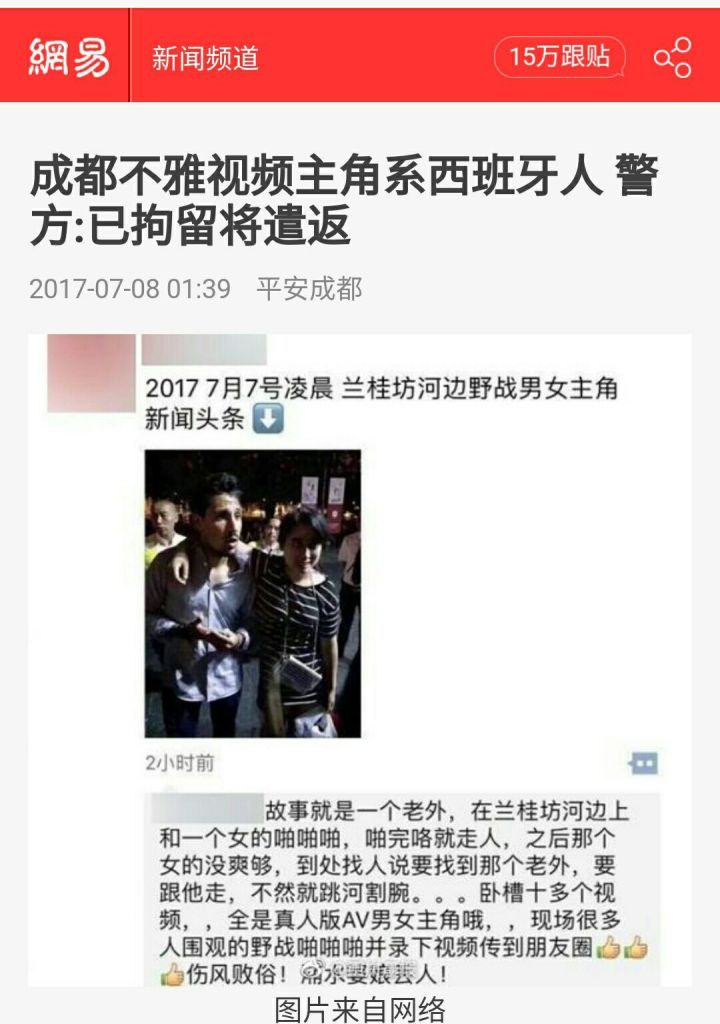 網易
新闻频道
15万跟贴
成都不雅视频主角系西班牙人 警
方:已拘留将遣返
2017-07-08 01:39 平安成都
2017 7月7号凌晨 兰桂坊河边野战男女主角
新闻头条
2小时前
故事就是一个老外，在兰桂坊河边上
和一个女的啪啪啪，啪完咯就走人，之后那个
女的没爽够，到处找人说要找到那个老外，要
跟他走，不然就跳河割腕。。。卧槽十多个视
频，，全是真人版AV男女主角哦，，现场很多
人围观的野战啪啪啪并录下视频传到朋友圈
伤风败俗！
图片来自网络